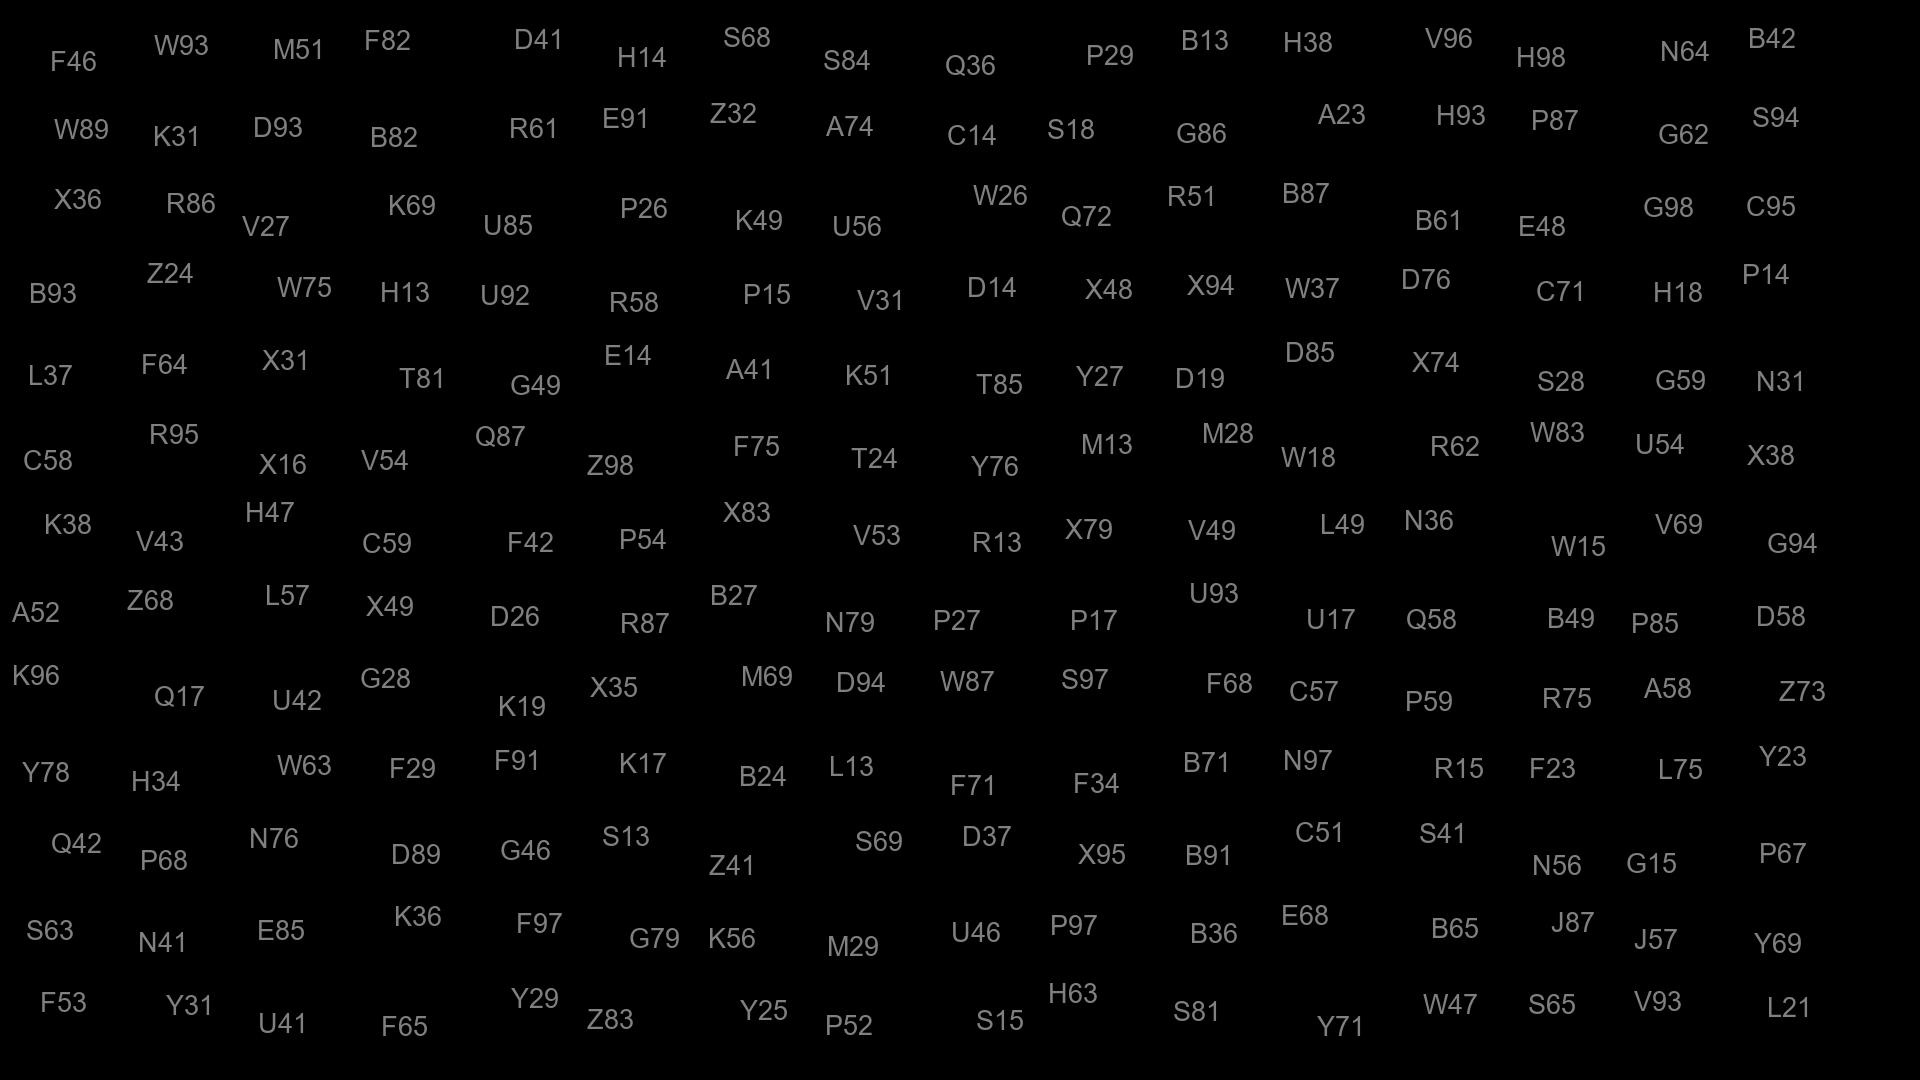 F46 W93 M51 F82 D41 H14 S68 S84 Q36 P29 B13 H38 V96 H98 N64 B42
W89 K31 D93 B82 R61 E91 Z32 A74 C14 S18 G86 A23 H93 P87 G62 S94
X36 R86 V27 K69 U85 P26 K49 U56 W26 Q72 R51 B87 B61 E48 G98 C95
B93 Z24 W75 H13 U92 R58 P15 V31 D14 X48 X94 W37 D76 C71 H18 P14
L37 F64 X31 T81 G49 E14 A41 K51 T85 Y27 D19 D85 X74 S28 G59 N31
C58 R95 X16 V54 Q87 Z98 F75 T24 Y76 M13 M28 W18 R62 W83 U54 X38
K38 V43 H47 C59 F42 P54 X83 V53 R13 X79 V49 L49 N36 W15 V69 G94
A52 Z68 L57 X49 D26 R87 B27 N79 P27 P17 U93 U17 Q58 B49 P85 D58
K96 Q17 U42 G28 K19 X35 M69 D94 W87 S97 F68 C57 P59 R75 A58 Z73
Y78 H34 W63 F29 F91 K17 B24 L13 F71 F34 B71 N97 R15 F23 L75 Y23
Q42 P68 N76 D89 G46 S13 Z41 S69 D37 X95 B91 C51 S41 N56 G15 P67
S63 N41 E85 K36 F97 G79 K56 M29 U46 P97 B36 E68 B65 J87 J57 Y69
F53 Y31 U41 F65 Y29 Z83 Y25 P52 S15 H63 S81 Y71 W47 S65 V93 L21